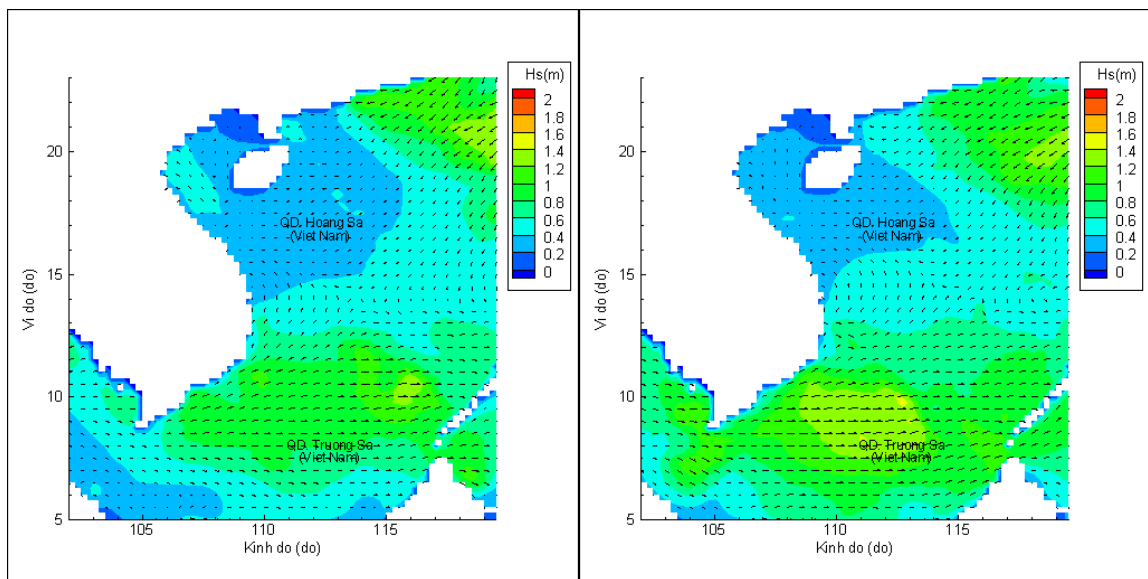 Hs(m)
2
1.8
1.6
1.4
1.2
1
0.8
0.6
0.4
0.2
0
20
15
10
5
Vi do (do)
QD. Hoang Sa
(Viet Nam)
QD. Truong Sa
(Viet Nam)
105
110
115
Kinh do (do)
Hs(m)
2
1.8
1.6
1.4
1.2
1
0.8
0.6
0.4
0.2
0
20
15
10
5
Vi do (do)
QD. Hoang Sa
(Viet Nam)
QD. Truong Sa
(Viet Nam)
105
110
115
Kinh do (do)